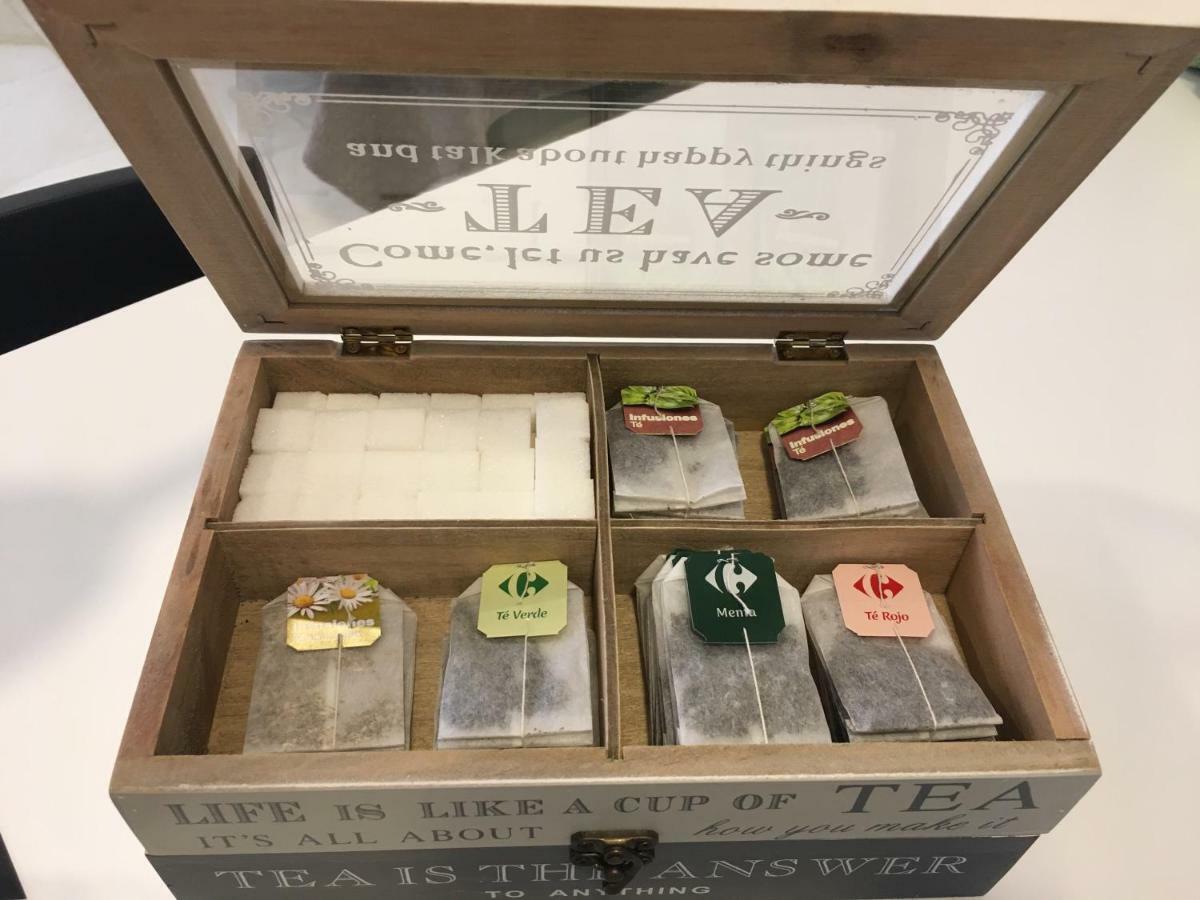 and talk about happy things
TEA
Come, let us have some
Infusiones
Té
Infusiones
Té
Té Verde
Menta
Té Rojo
LIFE IS LIKE A CUP OF TEA
IT'S ALL ABOUT how you make it
TEA IS THE ANSWER
TO ANYTHING